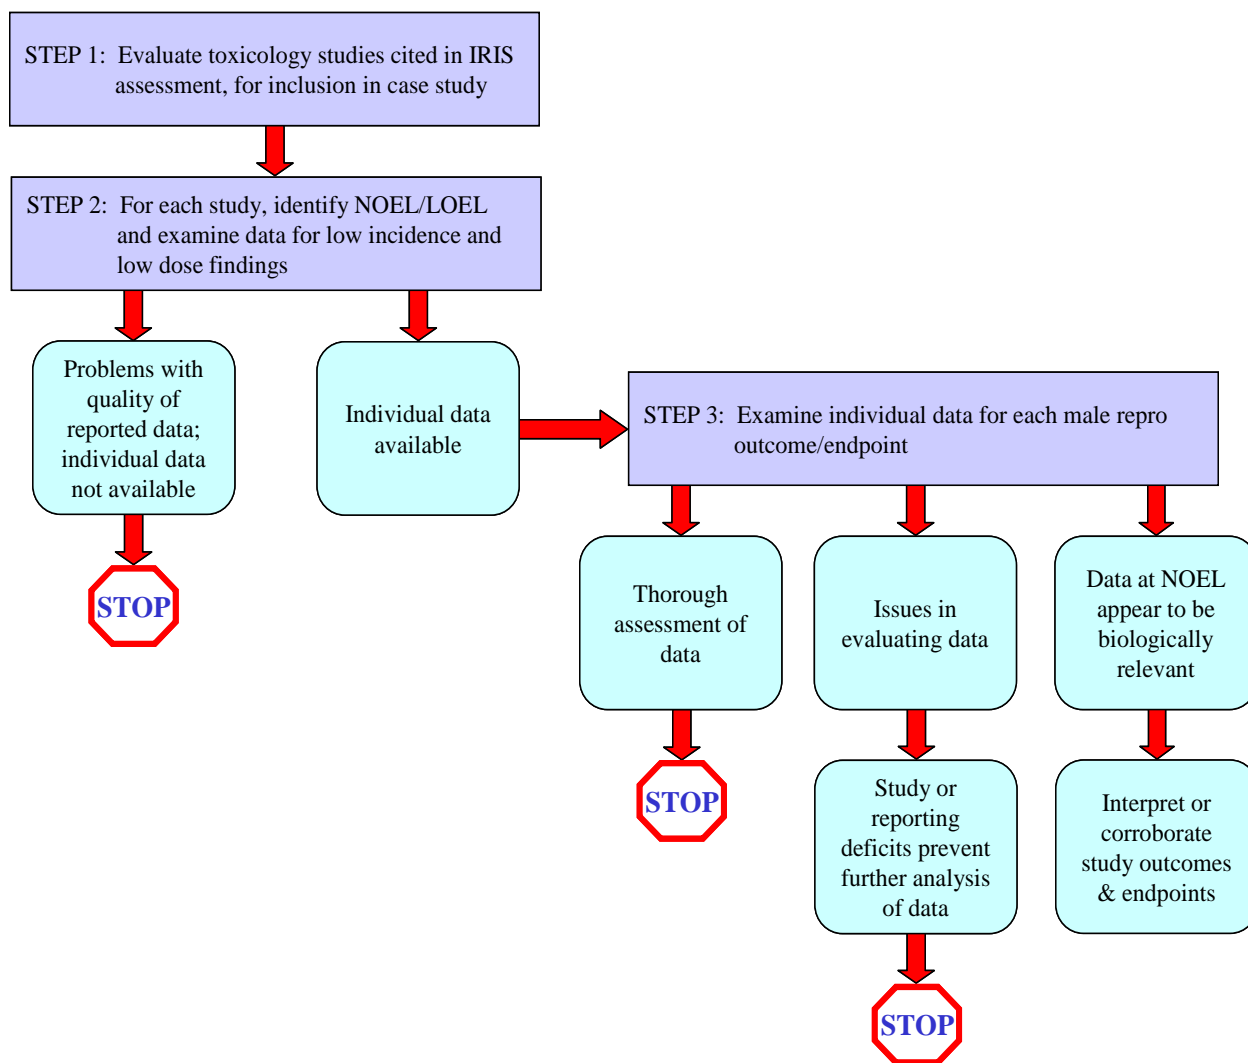 STEP 1:  Evaluate toxicology studies cited in IRIS
assessment, for inclusion in case study
STEP 2:  For each study, identify NOEL/LOEL
and examine data for low incidence and
low dose findings
Problems with
quality of
reported data;
individual data
not available
Individual data
available
STOP
STEP 3:  Examine individual data for each male repro
outcome/endpoint
Thorough
assessment of
data
Issues in
evaluating data
Data at NOEL
appear to be
biologically
relevant
STOP
Study or
reporting
deficits prevent
further analysis
of data
Interpret or
corroborate
study outcomes
& endpoints
STOP